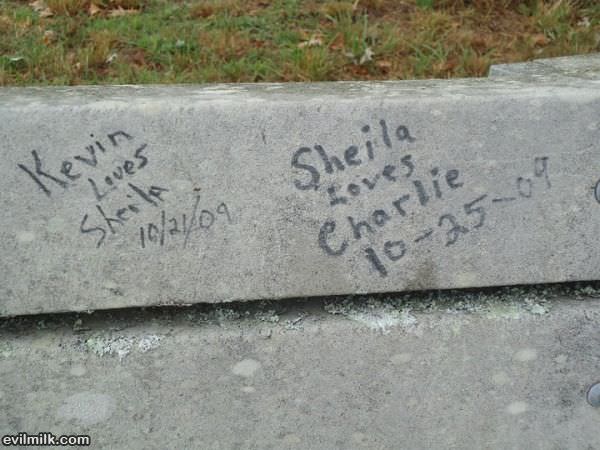 Kevin
Loves
Sheila
10/21/09
Sheila
Loves
Charlie
10-25-09
evilmilk.com